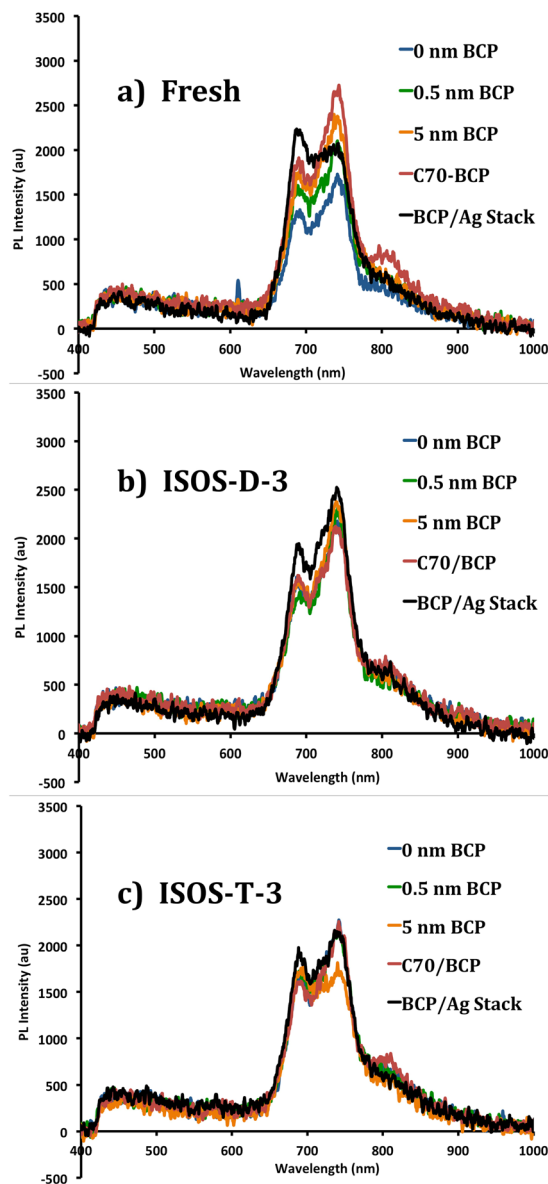 3500
3000
2500
2000
1500
1000
500
0
-500
PL Intensity (au)
a) Fresh
0 nm BCP
0.5 nm BCP
5 nm BCP
C70-BCP
BCP/Ag Stack
400 500 600 700 800 900 1000
Wavelength (nm)
3500
3000
2500
2000
1500
1000
500
0
-500
PL Intensity (au)
b) ISOS-D-3
0 nm BCP
0.5 nm BCP
5 nm BCP
C70/BCP
BCP/Ag Stack
400 500 600 700 800 900 1000
Wavelength (nm)
3500
3000
2500
2000
1500
1000
500
0
-500
PL Intensity (au)
c) ISOS-T-3
0 nm BCP
0.5 nm BCP
5 nm BCP
C70/BCP
BCP/Ag Stack
400 500 600 700 800 900 1000
Wavelength (nm)